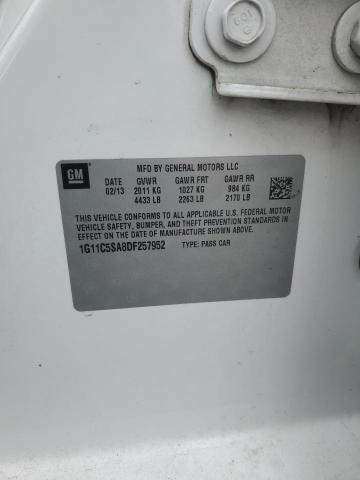 GM
MFD BY GENERAL MOTORS LLC
DATE GVWR GAWR FRT GAWR RR
02/13 2011 KG 1027 KG 984 KG
4433 LB 2263 LB 2170 LB
THIS VEHICLE CONFORMS TO ALL APPLICABLE U.S. FEDERAL MOTOR
VEHICLE SAFETY, BUMPER, AND THEFT PREVENTION STANDARDS IN
EFFECT ON THE DATE OF MANUFACTURE SHOWN ABOVE.
1G11C5SA8DF257952 TYPE: PASS CAR